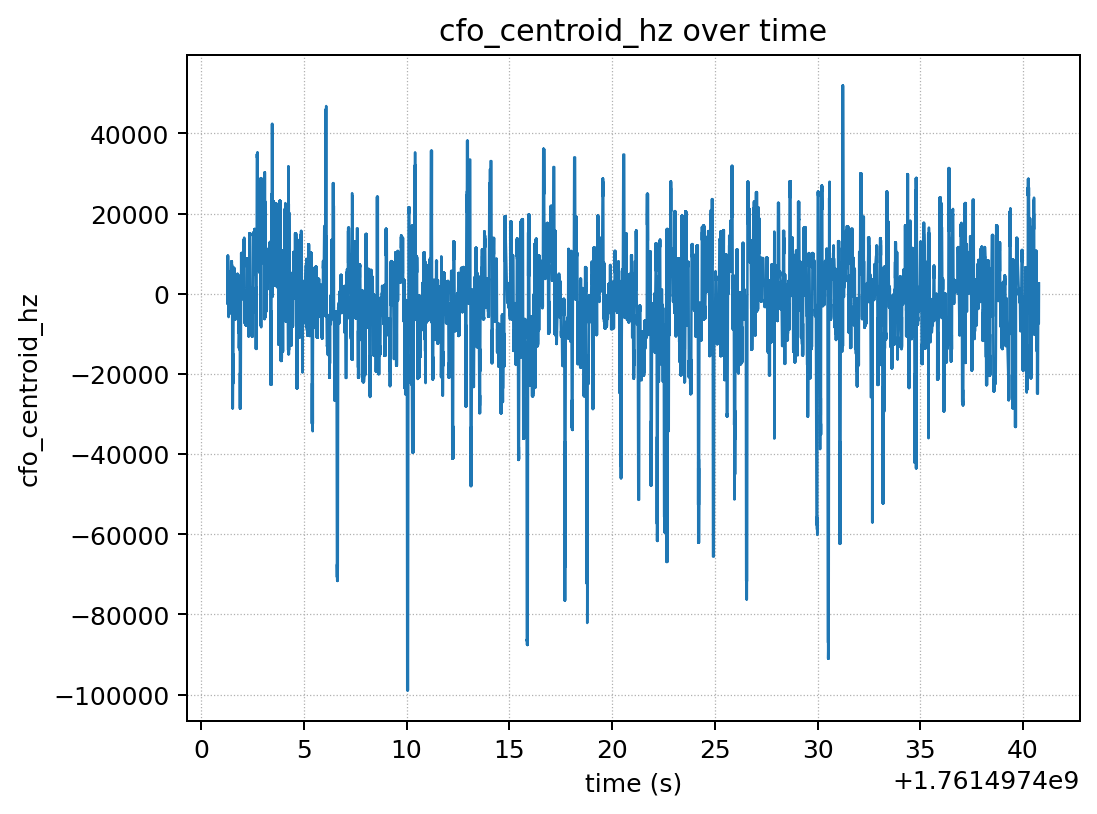 cfo_centroid_hz over time
cfo_centroid_hz
40000
20000
0
−20000
−40000
−60000
−80000
−100000
0 5 10 15 20 25 30 35 40
time (s)
+1.7614974e9